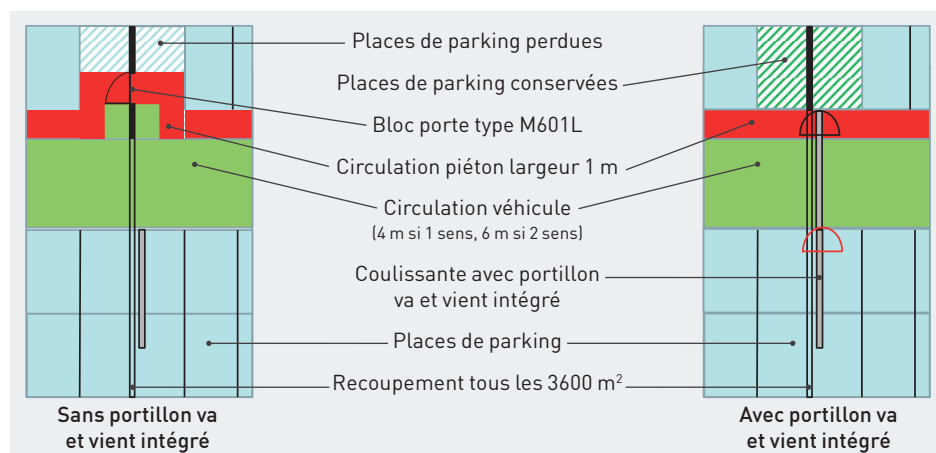 Places de parking perdues
Places de parking conservées
Bloc porte type M601L
Circulation piéton largeur 1 m
Circulation véhicule
(4 m si 1 sens, 6 m si 2 sens)
Coulissante avec portillon
va et vient intégré
Places de parking
Recoupement tous les 3600 m²
Sans portillon va
et vient intégré
Avec portillon va
et vient intégré